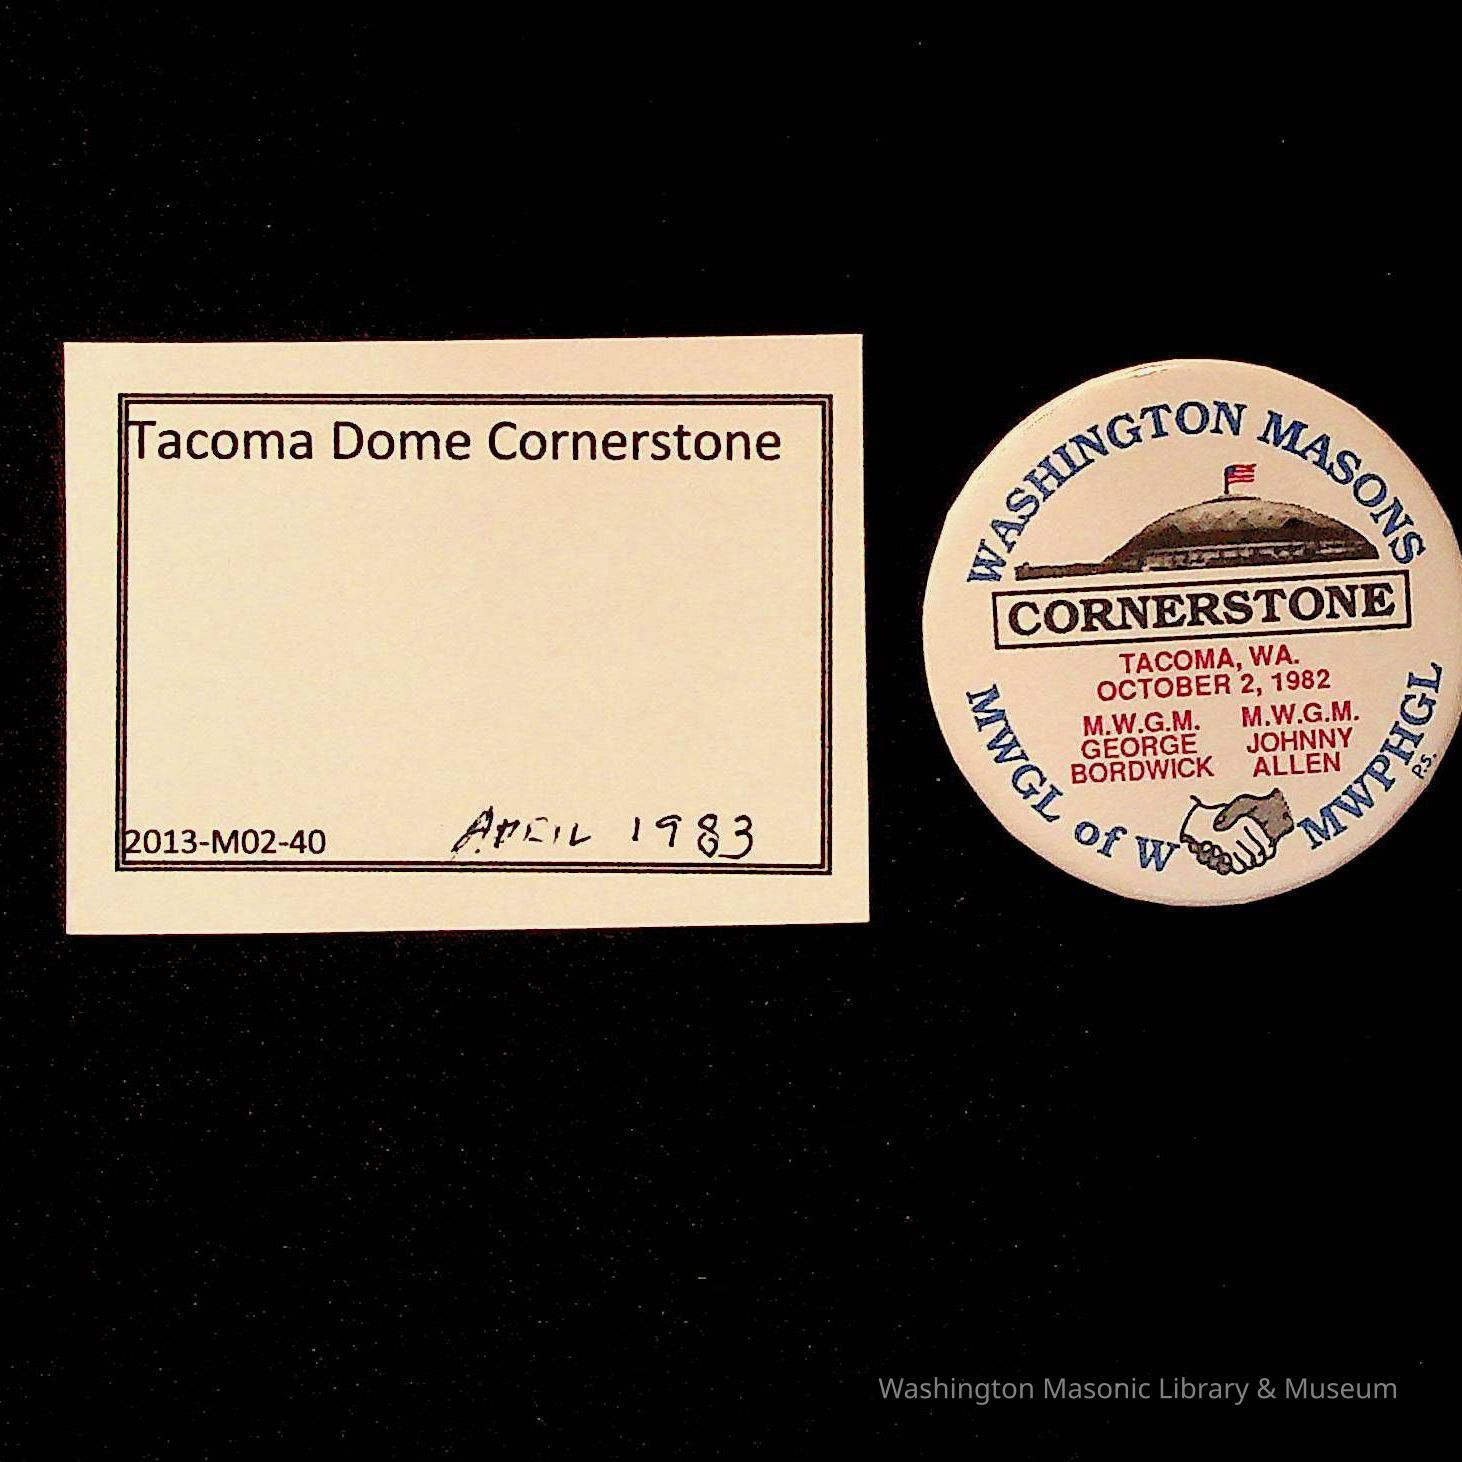 Tacoma Dome Cornerstone
2013-M02-40
APRIL 1983
WASHINGTON MASONS
CORNERSTONE
TACOMA, WA.
OCTOBER 2, 1982
M.W.G.M.
GEORGE
BORDWICK
M.W.G.M.
JOHNNY
ALLEN
MWGL of W
MWPHGL
P.S.
Washington Masonic Library & Museum